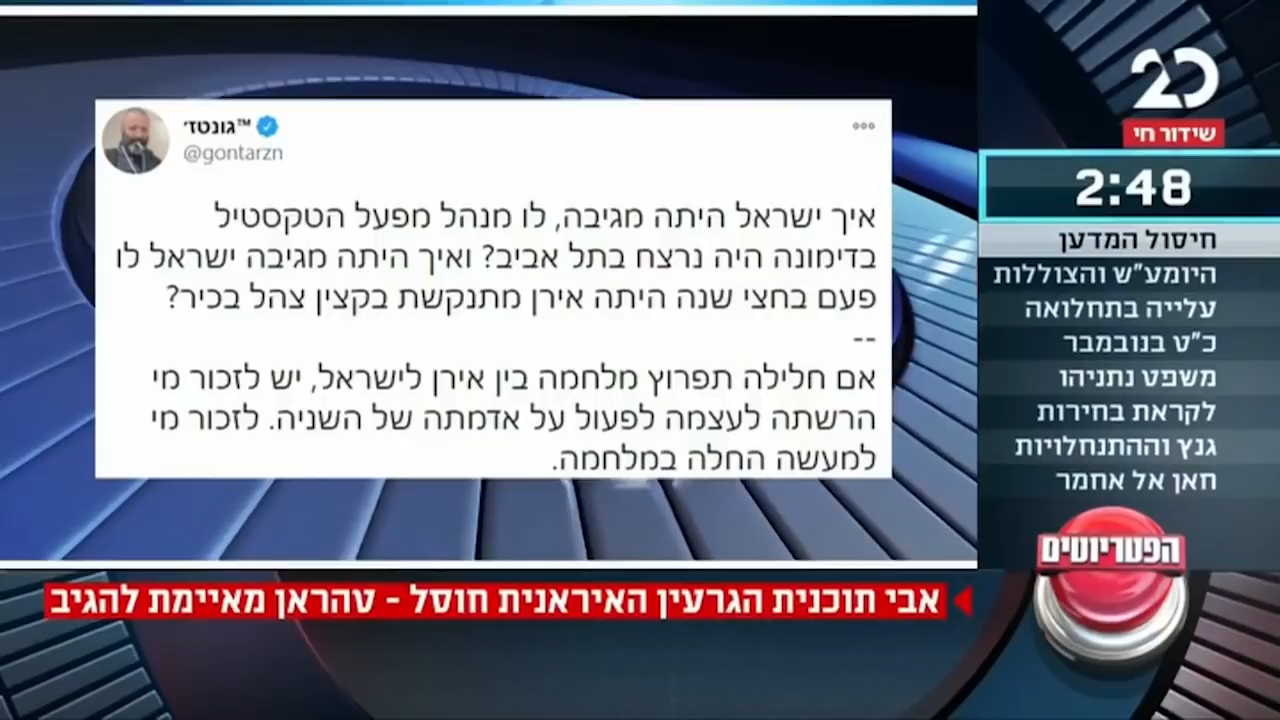 גונטז׳™
@gontarzn
איך ישראל היתה מגיבה, לו מנהל מפעל הטקסטיל
בדימונה היה נרצח בתל אביב? ואיך היתה מגיבה ישראל לו
פעם בחצי שנה היתה אירן מתנקשת בקצין צהל בכיר?
--
אם חלילה תפרוץ מלחמה בין אירן לישראל, יש לזכור מי
הרשתה לעצמה לפעול על אדמתה של השניה. לזכור מי
למעשה החלה במלחמה.
20
שידור חי
2:48
חיסול המדען
היומע"ש והצוללות
עלייה בתחלואה
כ"ט בנובמבר
משפט נתניהו
לקראת בחירות
גנץ וההתנחלויות
חאן אל אחמר
הפטריוטים
אבי תוכנית הגרעין האיראנית חוסל - טהראן מאיימת להגיב